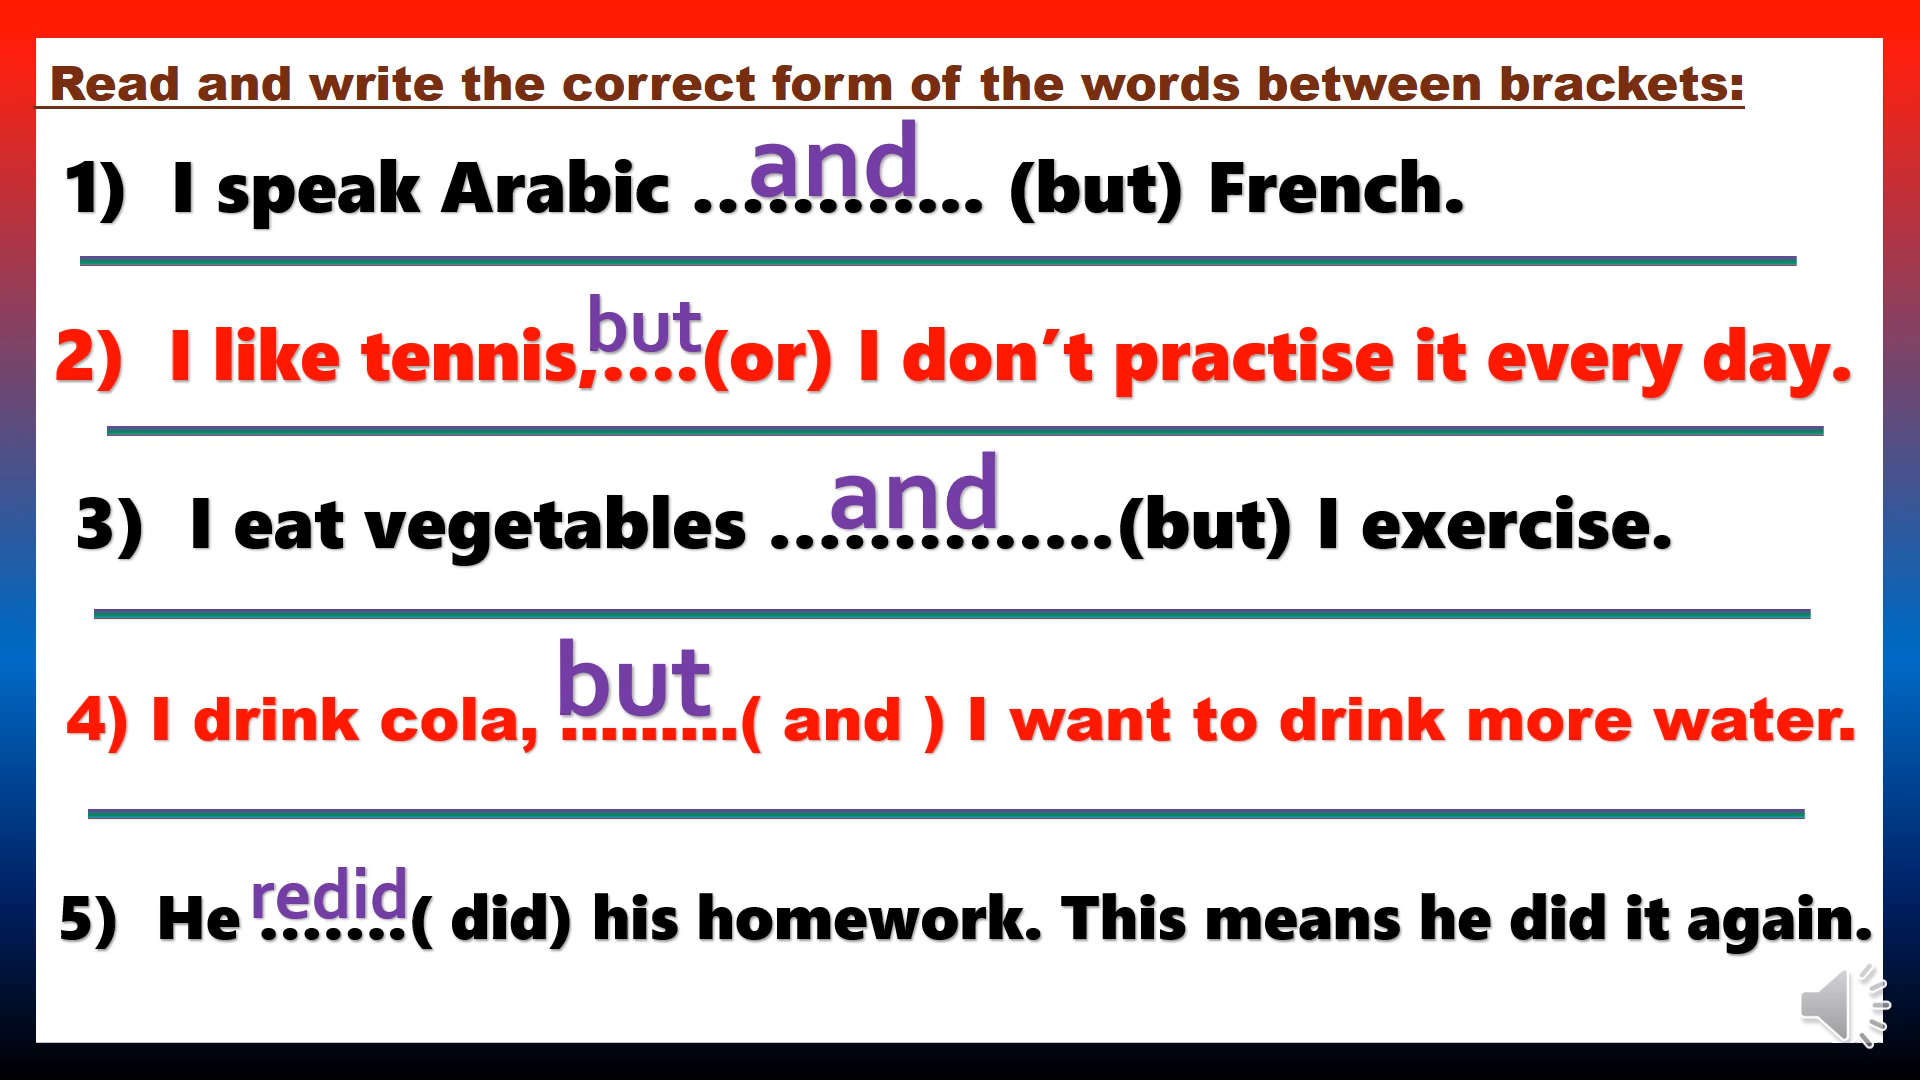 Read and write the correct form of the words between brackets:
1) I speak Arabic ............ and (but) French.
2) I like tennis,.... but (or) I don’t practise it every day.
3) I eat vegetables .............. and (but) I exercise.
4) I drink cola, ......... but ( and ) I want to drink more water.
5) He ...... redid ( did) his homework. This means he did it again.